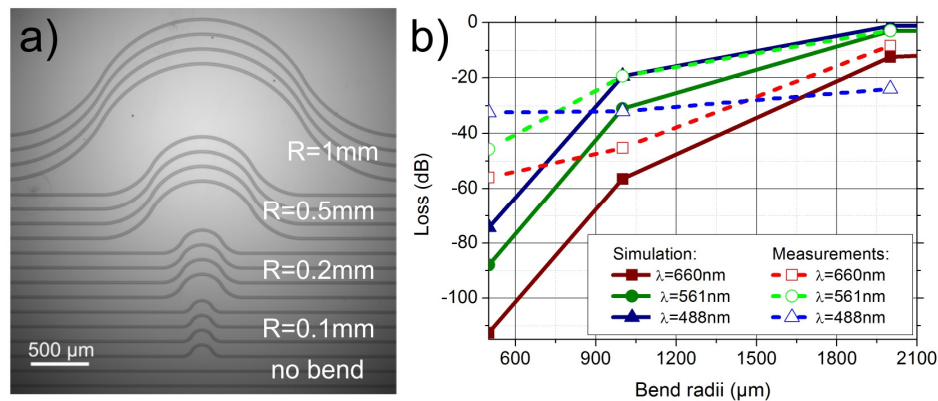 a)
R=1mm
R=0.5mm
R=0.2mm
R=0.1mm
500 µm
no bend
b)
0
-20
-40
-60
-80
-100
Loss (dB)
Simulation: Measurements:
λ=660nm λ=660nm
λ=561nm λ=561nm
λ=488nm λ=488nm
600 900 1200 1500 1800 2100
Bend radii (µm)